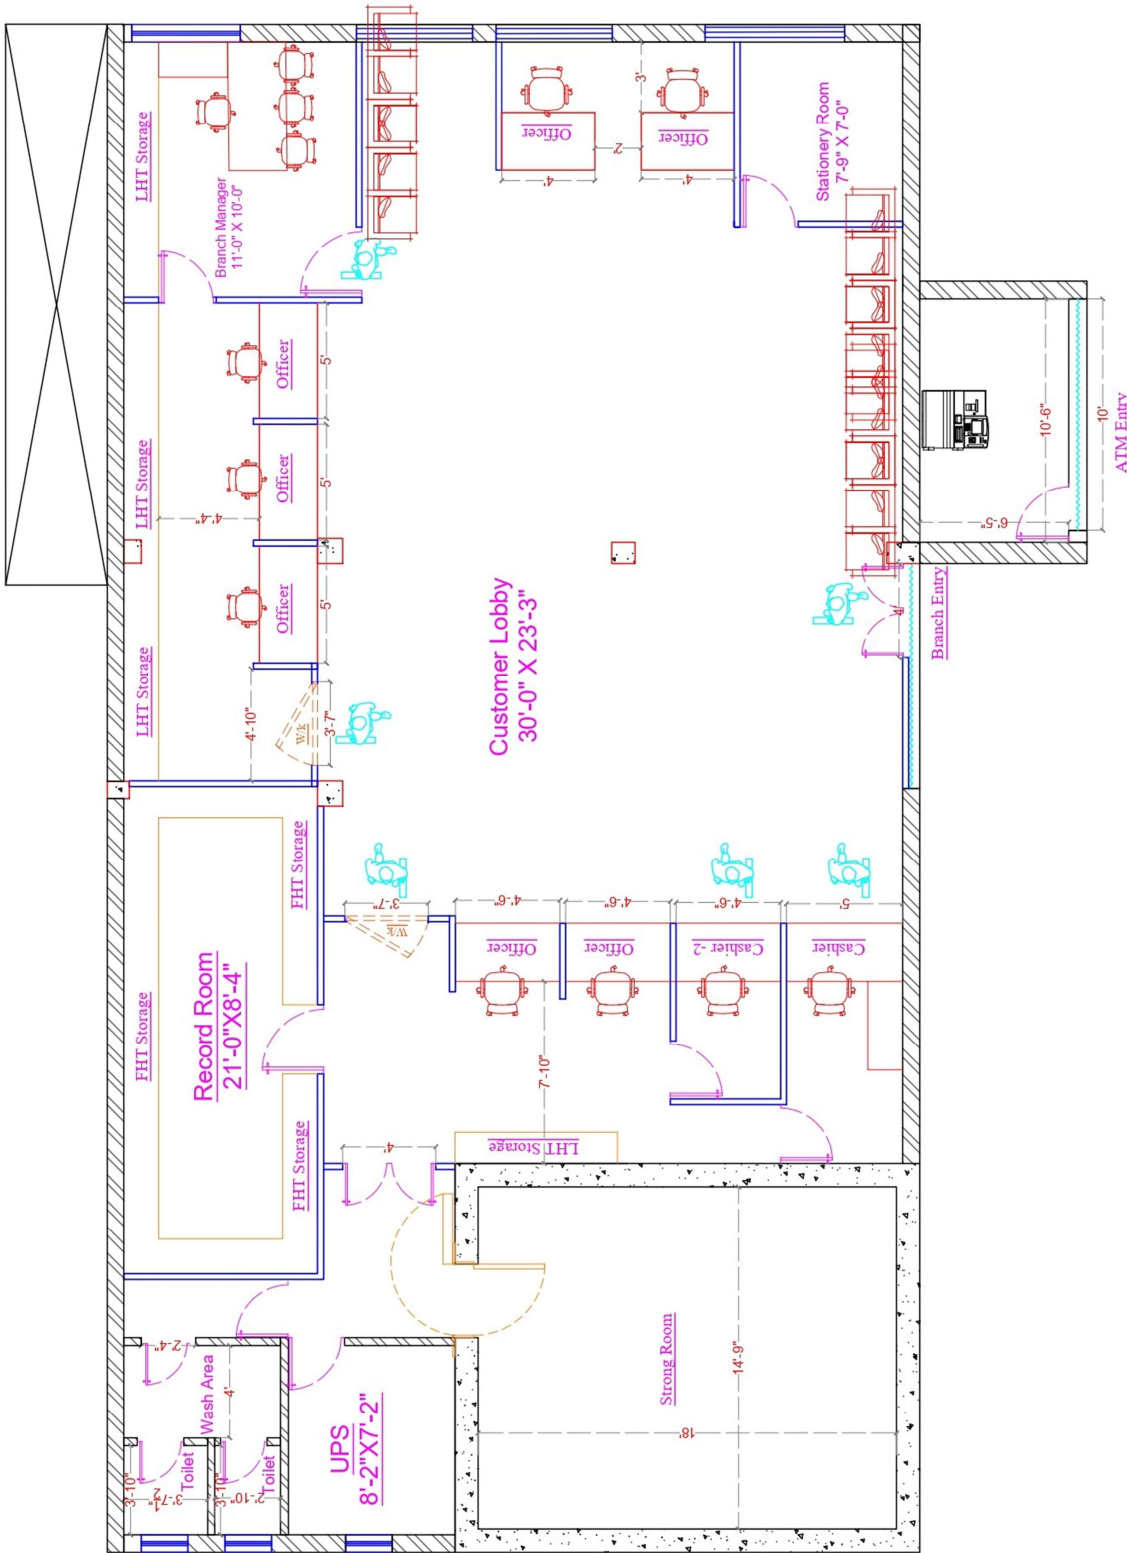 LHT Storage
Branch Manager
11'-0" X 10'-0"
Officer
4'
2'
3'
Officer
4'
Stationery Room
7'-9" X 7'-0"
LHT Storage
4'-4"
Officer
5'
Officer
5'
Officer
5'
LHT Storage
4'-10"
W/k
3'-7"
Customer Lobby
30'-0" X 23'-3"
10'-6"
10'
6'-5"
ATM Entry
4'
Branch Entry
FHT Storage
FHT Storage
Record Room
21'-0"X8'-4"
FHT Storage
3'-7"
W/k
4'-6"
Officer
4'-6"
Officer
4'-6"
Cashier -2
5'
Cashier
7'-10"
LHT Storage
4'
2'-4"
Wash Area
4'
3'-10"
3'-7½"
Toilet
3'-10"
2'-10"
Toilet
UPS
8'-2"X7'-2"
Strong Room
14'-9"
18'